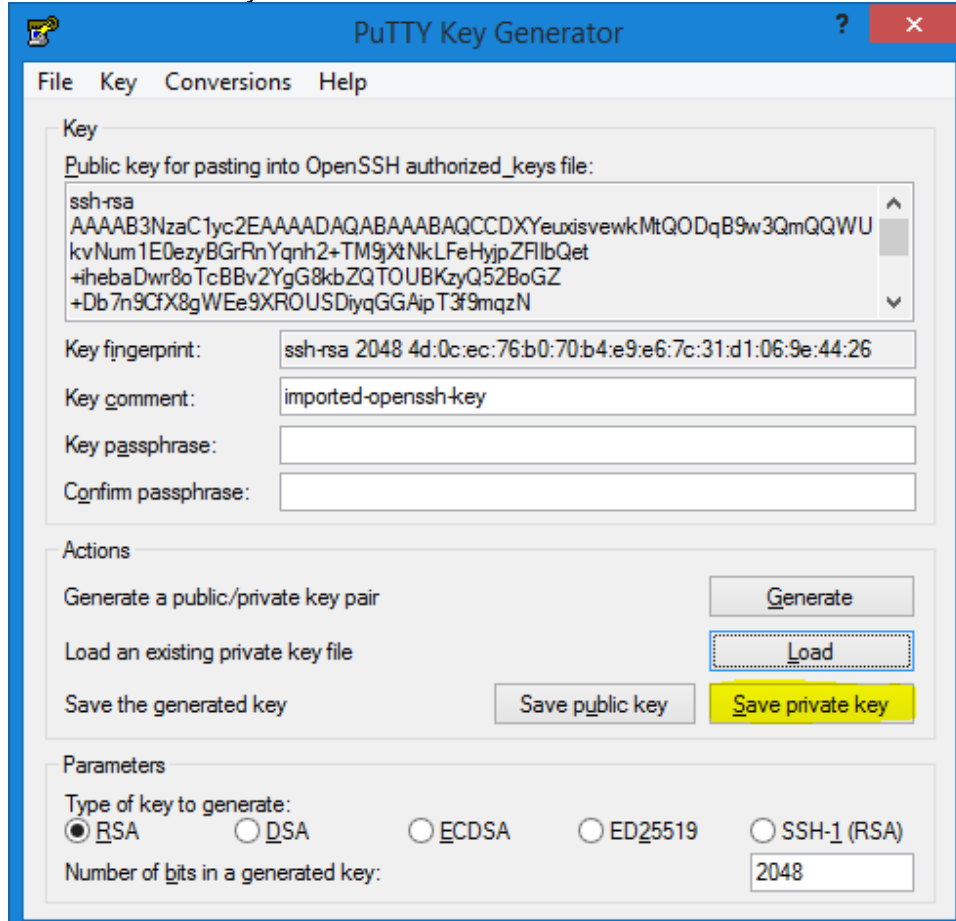 PuTTY Key Generator ? ×
File Key Conversions Help
Key
Public key for pasting into OpenSSH authorized_keys file:
ssh-rsa
AAAAB3NzaC1yc2EAAAADAQABAAABAQCCDXYeuxisvewkMtQODqB9w3QmQQWU
kvNum1E0ezyBGrRnYqnh2+TM9jXtNkLFeHyjpZFIlbQet
+ihebaDwr8oTcBBv2YgG8kbZQTOUBKzyQ52BoGZ
+Db7n9CfX8gWEe9XROUSDiyqGGAipT3f9mqzN
Key fingerprint: ssh-rsa 2048 4d:0c:ec:76:b0:70:b4:e9:e6:7c:31:d1:06:9e:44:26
Key comment: imported-openssh-key
Key passphrase:
Confirm passphrase:
Actions
Generate a public/private key pair Generate
Load an existing private key file Load
Save the generated key Save public key Save private key
Parameters
Type of key to generate:
RSA DSA ECDSA ED25519 SSH-1 (RSA)
Number of bits in a generated key: 2048